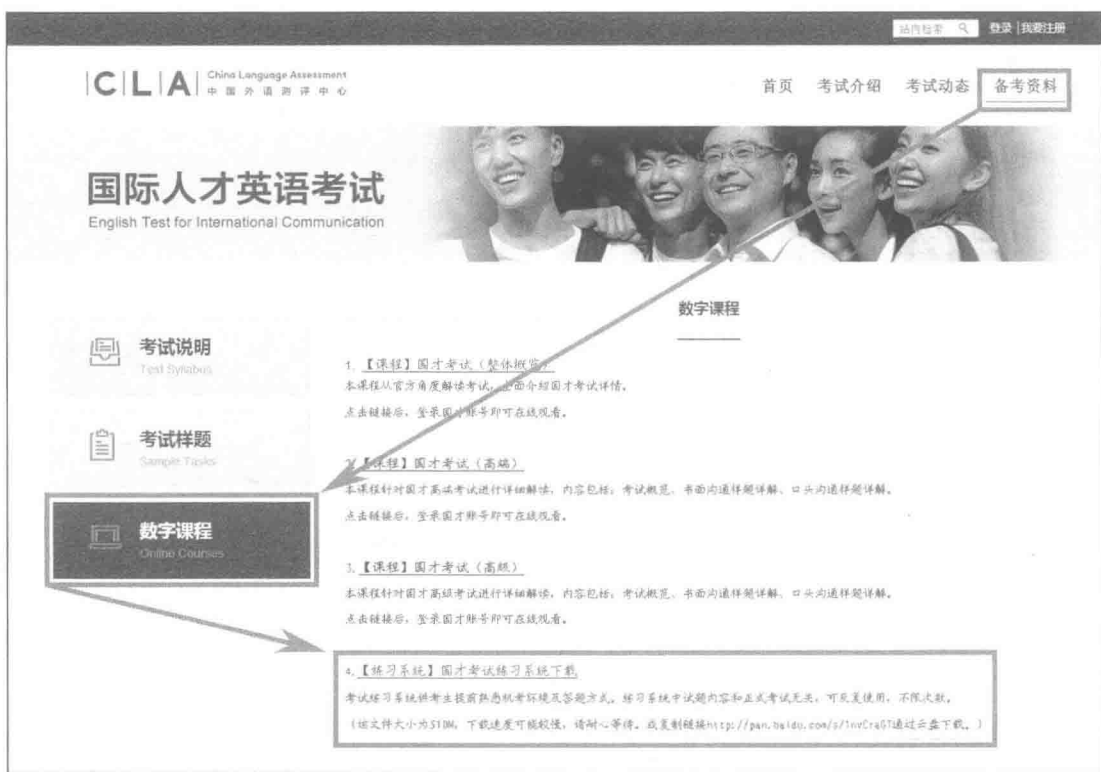 站内检索 登录 |我要注册
|C|L|A| China Language Assessment
中国外语测评中心
首页 考试介绍 考试动态 备考资料
国际人才英语考试
English Test for International Communication
数字课程
考试说明
Test Syllabus
考试样题
Sample Tasks
数字课程
Online Courses
1. 【课程】国才考试（整体概览）
本课程从官方角度解读考试，全面介绍国才考试详情。
点击链接后，登录国才账号即可在线观看。
2. 【课程】国才考试（高端）
本课程针对国才高端考试进行详细解读，内容包括：考试概览、书面沟通样题详解、口头沟通样题详解。
点击链接后，登录国才账号即可在线观看。
3. 【课程】国才考试（高级）
本课程针对国才高级考试进行详细解读，内容包括：考试概览、书面沟通样题详解、口头沟通样题详解。
点击链接后，登录国才账号即可在线观看。
4. 【练习系统】国才考试练习系统下载
考试练习系统供考生提前熟悉机考环境及答题方式。练习系统中试题内容和正式考试无关，可反复使用，不限次数。
（该文件大小为510M，下载速度可能较慢，请耐心等待。或复制链接http://pan.baidu.com/s/1nvCraGT通过云盘下载。）